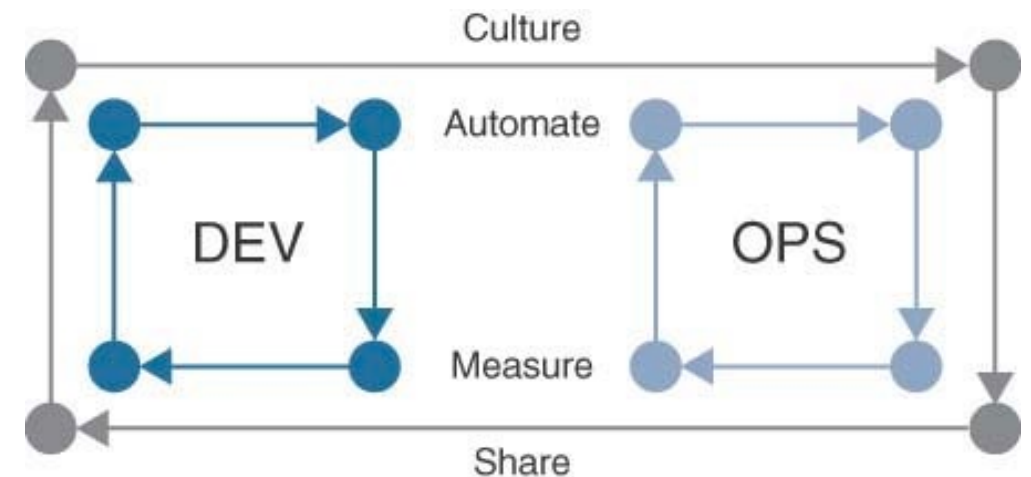 Culture
Automate
DEV
OPS
Measure
Share